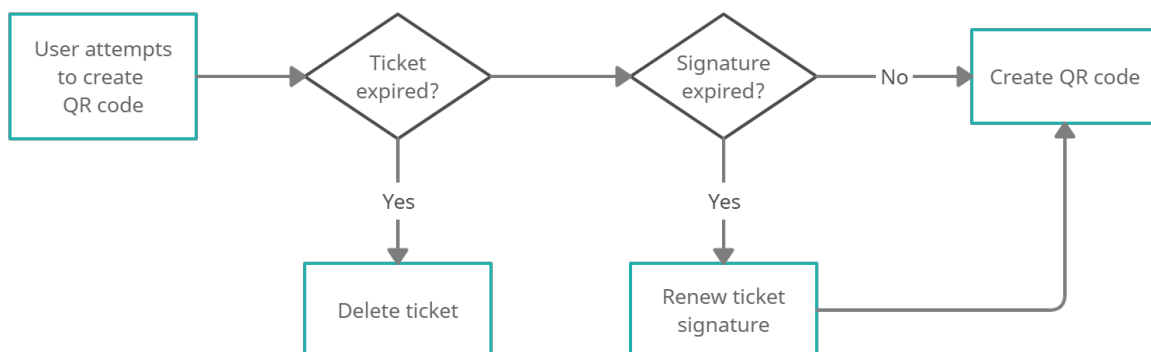 User attempts
to create
QR code
Ticket
expired?
Signature
expired?
No
Create QR code
Yes
Yes
Delete ticket
Renew ticket
signature